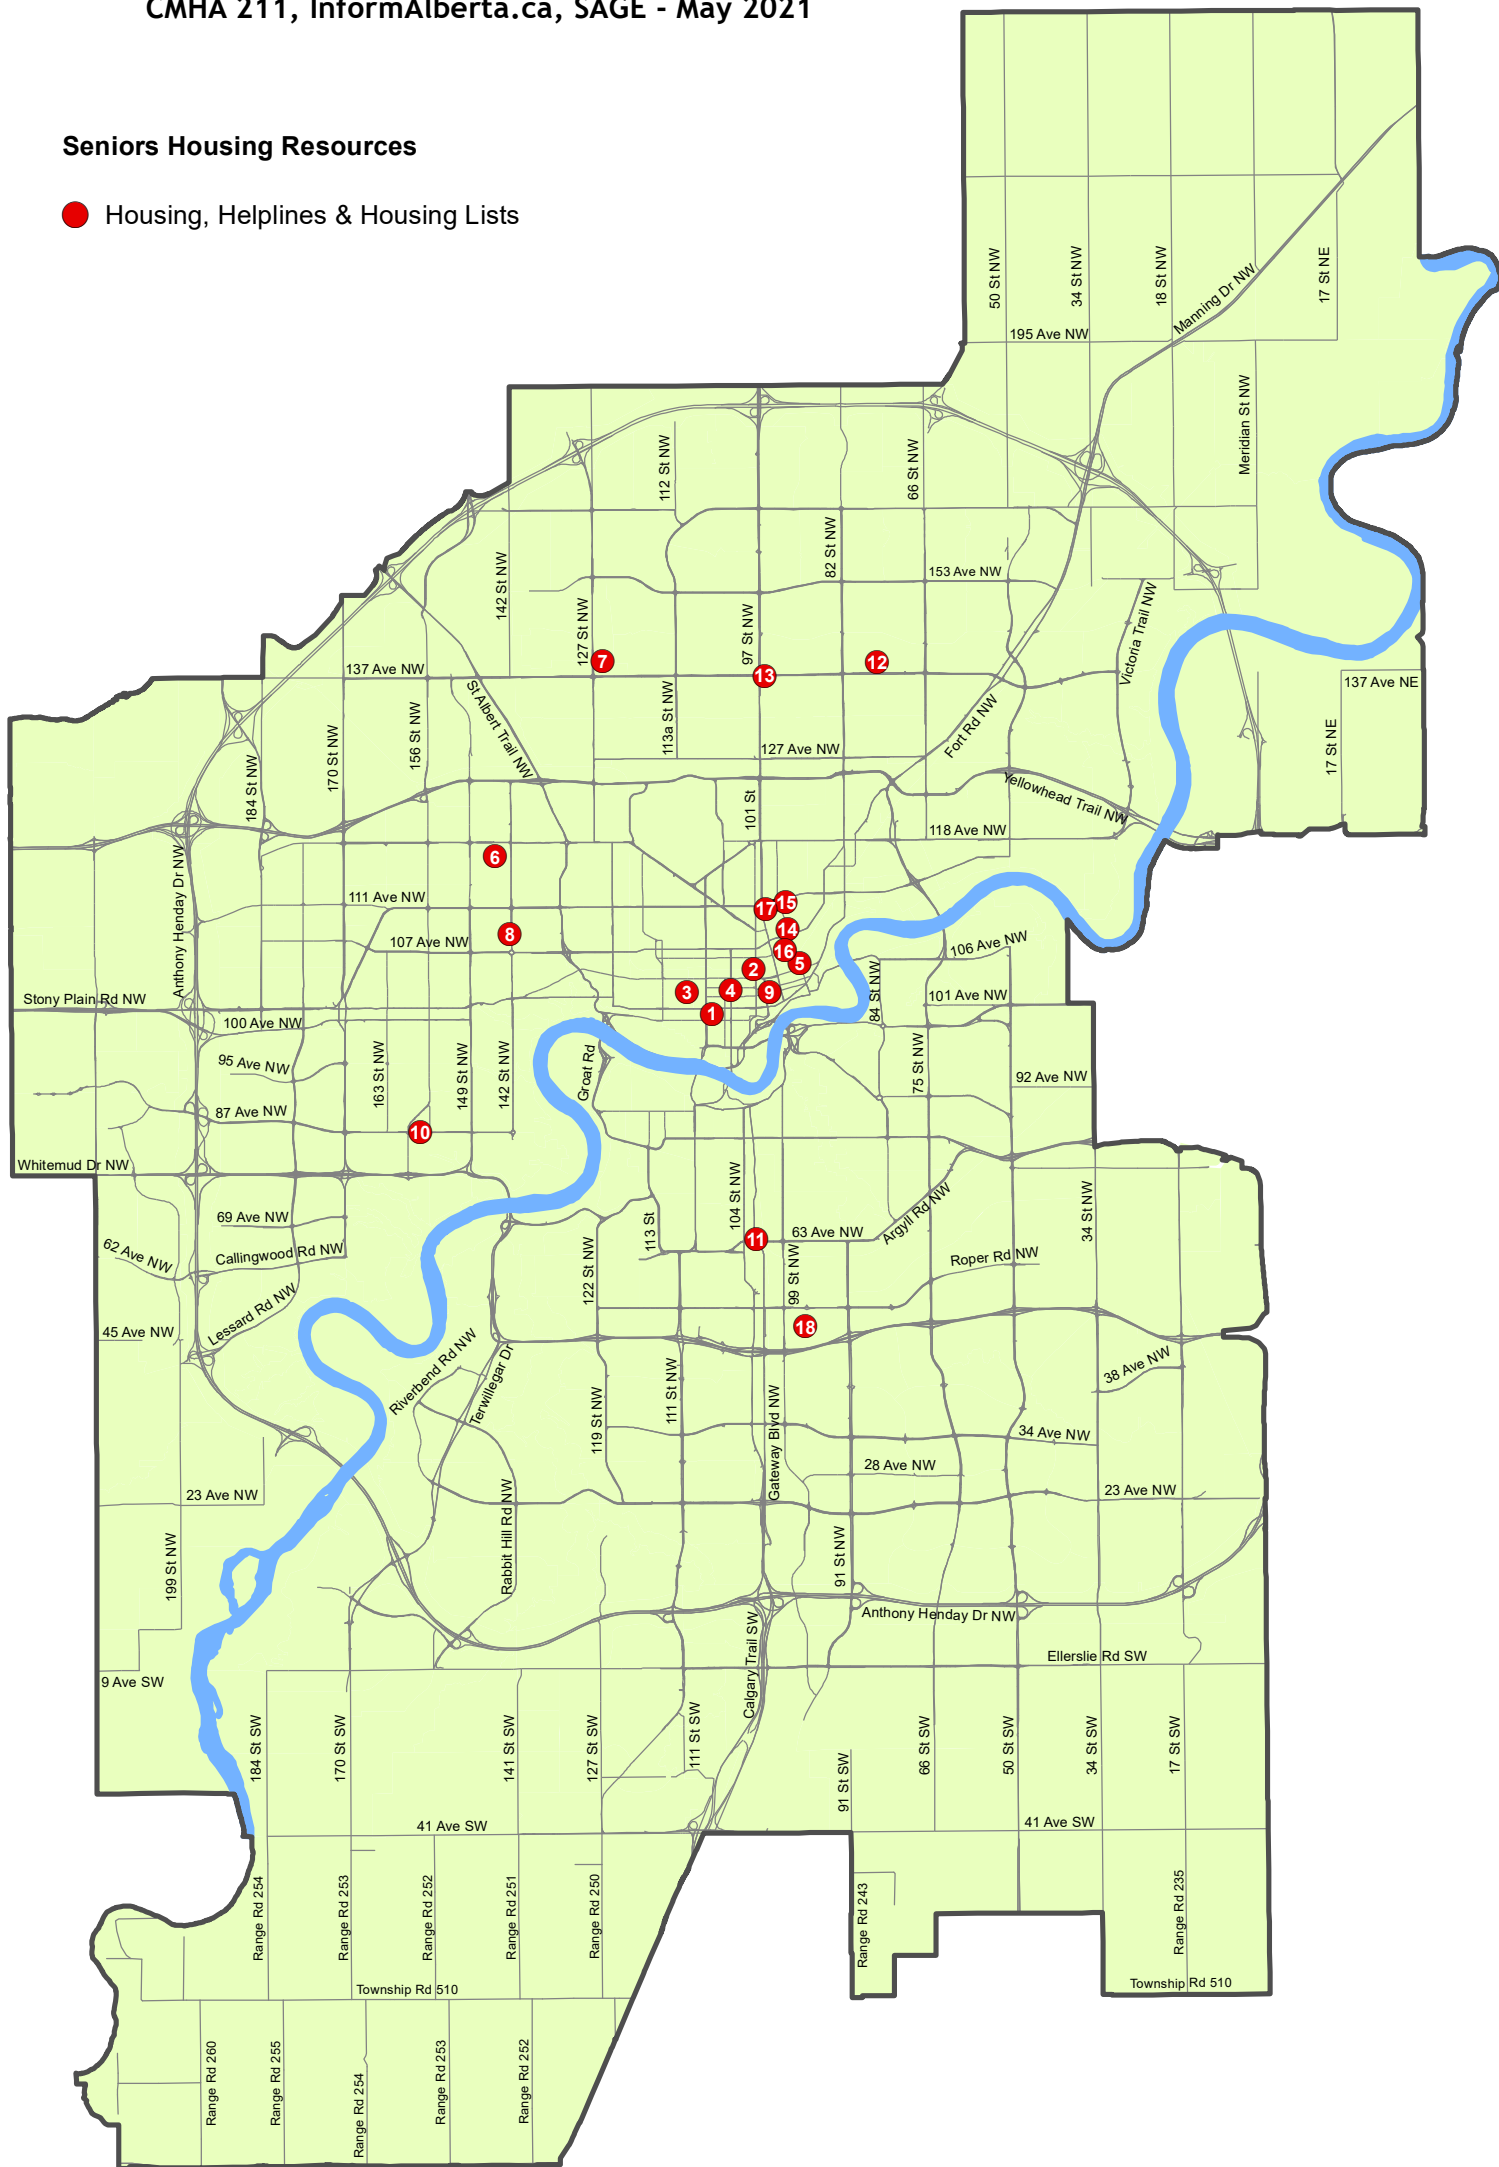 CMHA 211, InformAlberta.ca, SAGE - May 2021
Seniors Housing Resources
Housing, Helplines & Housing Lists
50 St NW
34 St NW
18 St NW
17 St NE
Manning Dr NW
195 Ave NW
Meridian St NW
112 St NW
66 St NW
82 St NW
142 St NW
153 Ave NW
127 St NW
97 St NW
Victoria Trail NW
7
12
13
137 Ave NW
137 Ave NE
St Albert Trail NW
113a St NW
156 St NW
170 St NW
184 St NW
Fort Rd NW
17 St NE
127 Ave NW
Yellowhead Trail NW
101 St
118 Ave NW
6
Anthony Henday Dr NW
111 Ave NW
15
17
14
8
107 Ave NW
16
106 Ave NW
5
2
84 St NW
3
4
9
101 Ave NW
Stony Plain Rd NW
1
100 Ave NW
95 Ave NW
163 St NW
149 St NW
142 St NW
Groat Rd
75 St NW
92 Ave NW
87 Ave NW
10
Whitemud Dr NW
104 St NW
34 St NW
69 Ave NW
113 St
11
63 Ave NW
Argyll Rd NW
62 Ave NW
Callingwood Rd NW
122 St NW
99 St NW
Roper Rd NW
Lessard Rd NW
45 Ave NW
18
Riverbend Rd NW
Terwillegar Dr
38 Ave NW
119 St NW
111 St NW
Gateway Blvd NW
34 Ave NW
28 Ave NW
23 Ave NW
23 Ave NW
Rabbit Hill Rd NW
199 St NW
91 St NW
Anthony Henday Dr NW
Calgary Trail SW
Ellerslie Rd SW
9 Ave SW
184 St SW
170 St SW
141 St SW
127 St SW
111 St SW
91 St SW
66 St SW
50 St SW
34 St SW
17 St SW
41 Ave SW
41 Ave SW
Range Rd 254
Range Rd 253
Range Rd 252
Range Rd 251
Range Rd 250
Range Rd 243
Range Rd 235
Township Rd 510
Township Rd 510
Range Rd 260
Range Rd 255
Range Rd 254
Range Rd 253
Range Rd 252